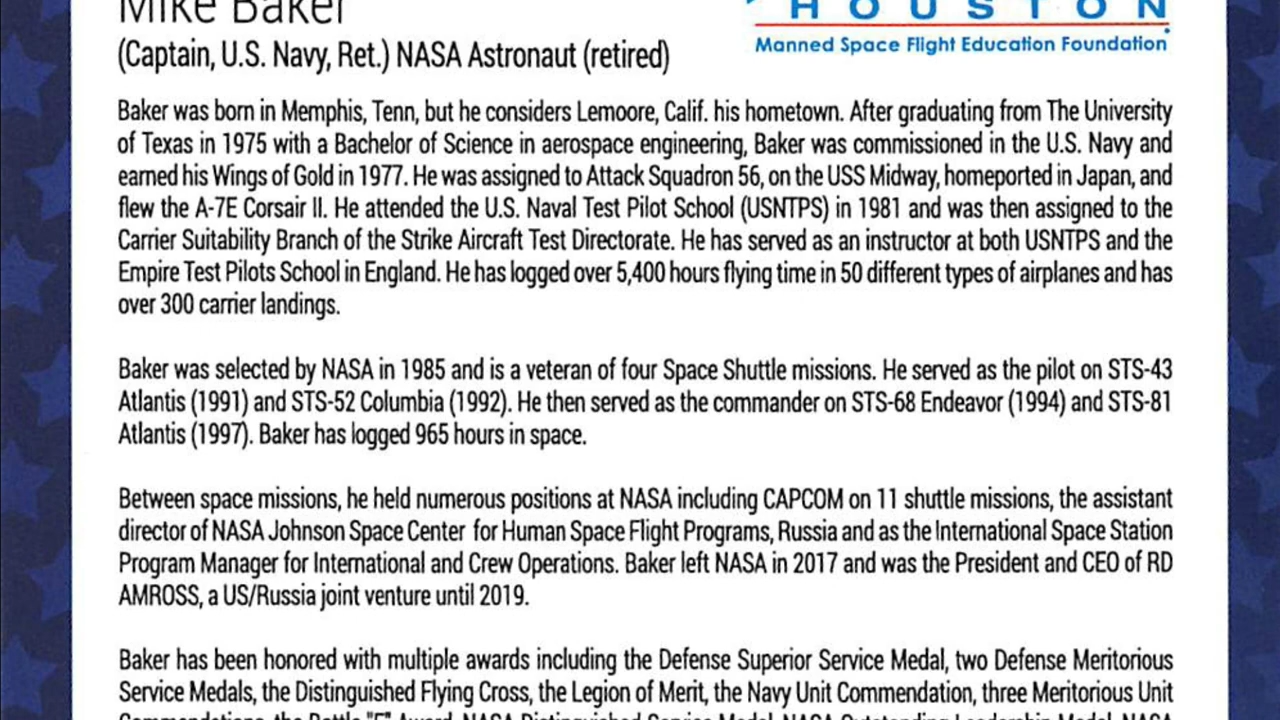 Mike Baker
HOUSTON
(Captain, U.S. Navy, Ret.) NASA Astronaut (retired)
Manned Space Flight Education Foundation
Baker was born in Memphis, Tenn, but he considers Lemoore, Calif. his hometown. After graduating from The University
of Texas in 1975 with a Bachelor of Science in aerospace engineering, Baker was commissioned in the U.S. Navy and
earned his Wings of Gold in 1977. He was assigned to Attack Squadron 56, on the USS Midway, homeported in Japan, and
flew the A-7E Corsair II. He attended the U.S. Naval Test Pilot School (USNTPS) in 1981 and was then assigned to the
Carrier Suitability Branch of the Strike Aircraft Test Directorate. He has served as an instructor at both USNTPS and the
Empire Test Pilots School in England. He has logged over 5,400 hours flying time in 50 different types of airplanes and has
over 300 carrier landings.
Baker was selected by NASA in 1985 and is a veteran of four Space Shuttle missions. He served as the pilot on STS-43
Atlantis (1991) and STS-52 Columbia (1992). He then served as the commander on STS-68 Endeavor (1994) and STS-81
Atlantis (1997). Baker has logged 965 hours in space.
Between space missions, he held numerous positions at NASA including CAPCOM on 11 shuttle missions, the assistant
director of NASA Johnson Space Center for Human Space Flight Programs, Russia and as the International Space Station
Program Manager for International and Crew Operations. Baker left NASA in 2017 and was the President and CEO of RD
AMROSS, a US/Russia joint venture until 2019.
Baker has been honored with multiple awards including the Defense Superior Service Medal, two Defense Meritorious
Service Medals, the Distinguished Flying Cross, the Legion of Merit, the Navy Unit Commendation, three Meritorious Unit
Commendations, the Battle "E" Award, NASA Distinguished Service Medal, NASA Outstanding Leadership Medal, NASA